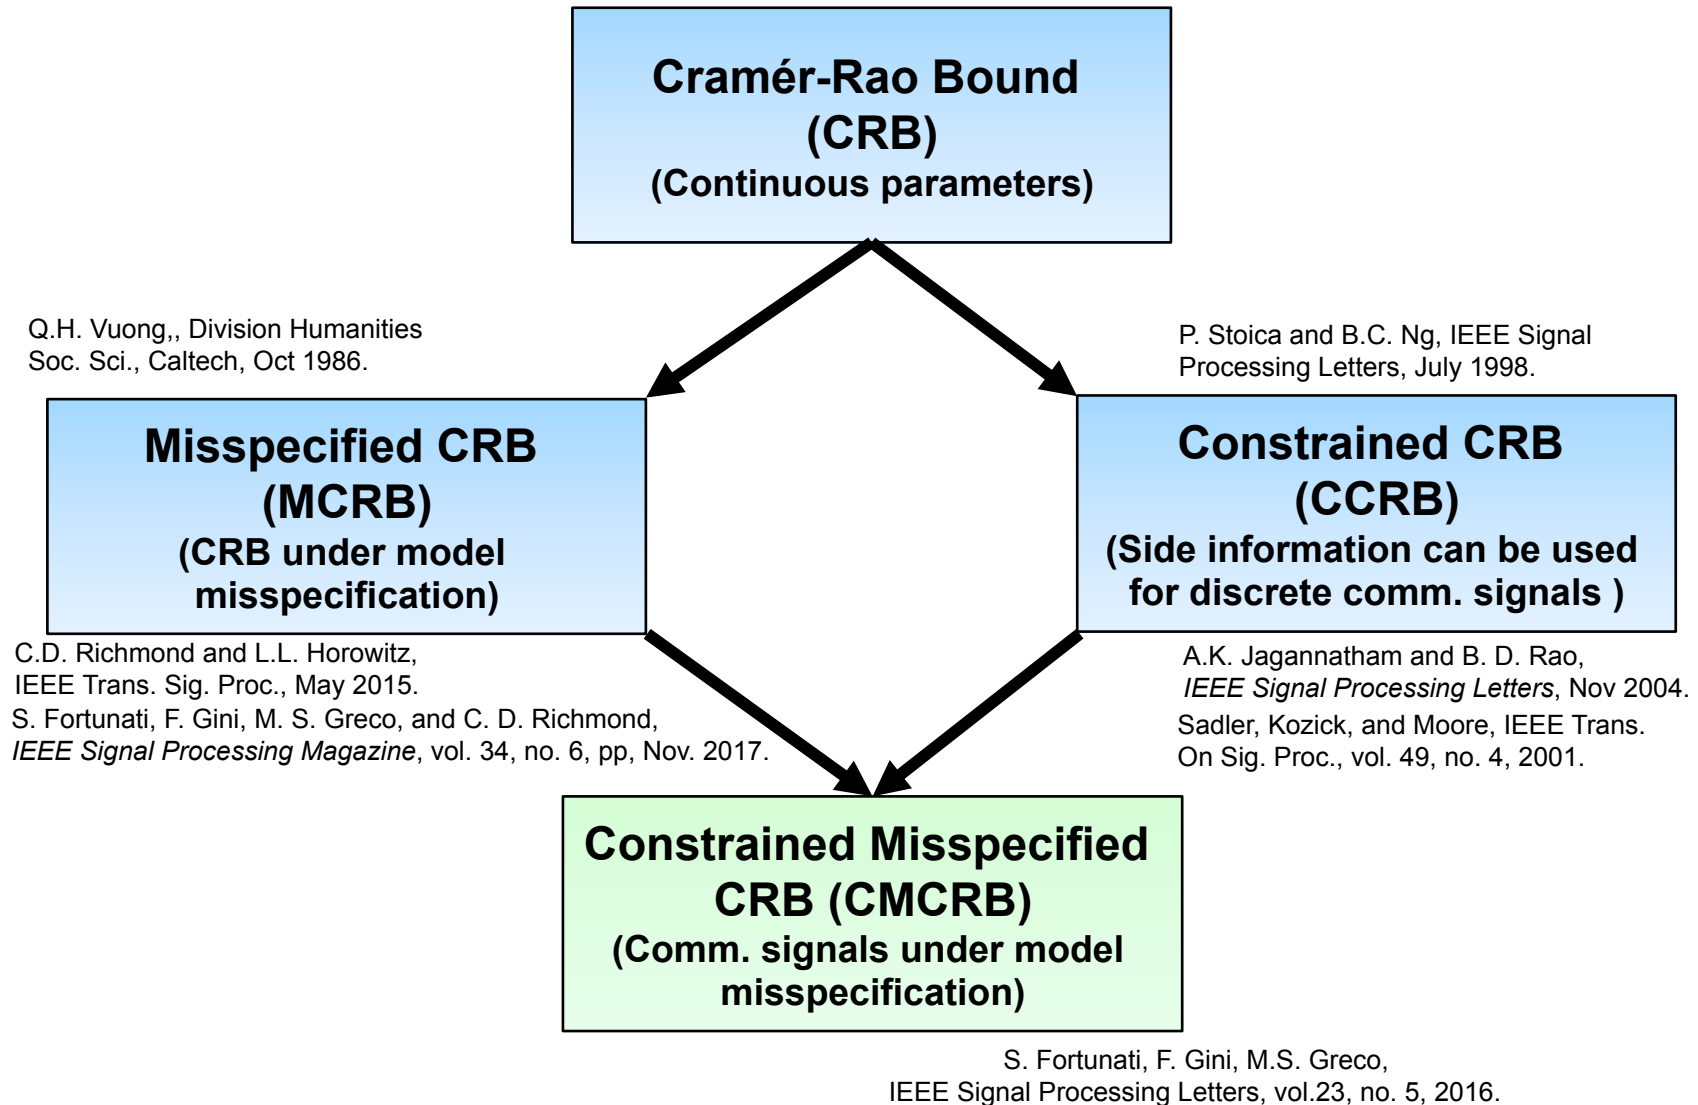 Cramér-Rao Bound
(CRB)
(Continuous parameters)
Q.H. Vuong,, Division Humanities
Soc. Sci., Caltech, Oct 1986.
P. Stoica and B.C. Ng, IEEE Signal
Processing Letters, July 1998.
Misspecified CRB
(MCRB)
(CRB under model
misspecification)
Constrained CRB
(CCRB)
(Side information can be used
for discrete comm. signals )
C.D. Richmond and L.L. Horowitz,
IEEE Trans. Sig. Proc., May 2015.
S. Fortunati, F. Gini, M. S. Greco, and C. D. Richmond,
IEEE Signal Processing Magazine, vol. 34, no. 6, pp, Nov. 2017.
A.K. Jagannatham and B. D. Rao,
IEEE Signal Processing Letters, Nov 2004.
Sadler, Kozick, and Moore, IEEE Trans.
On Sig. Proc., vol. 49, no. 4, 2001.
Constrained Misspecified
CRB (CMCRB)
(Comm. signals under model
misspecification)
S. Fortunati, F. Gini, M.S. Greco,
IEEE Signal Processing Letters, vol.23, no. 5, 2016.